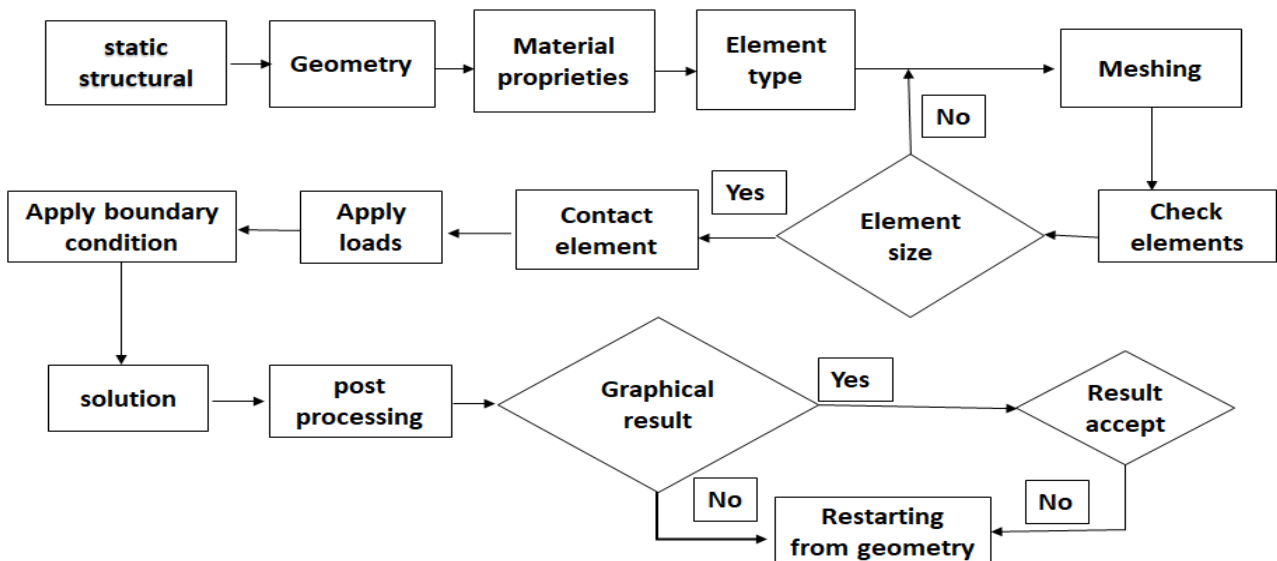 static
structural
Geometry
Material
proprieties
Element
type
Meshing
No
Yes
Apply boundary
condition
Apply
loads
Contact
element
Element
size
Check
elements
solution
post
processing
Graphical
result
Yes
Result
accept
No
Restarting
from geometry
No